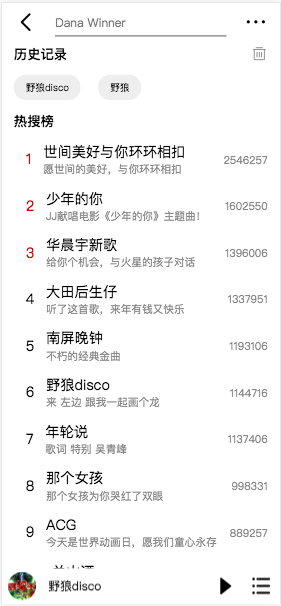 Dana Winner
历史记录
野狼disco 野狼
热搜榜
1 世间美好与你环环相扣 2546257
愿世间的美好，与你环环相扣
2 少年的你 1602550
JJ献唱电影《少年的你》主题曲！
3 华晨宇新歌 1396006
给你个机会，与火星的孩子对话
4 大田后生仔 1337951
听了这首歌，来年有钱又快乐
5 南屏晚钟 1193106
不朽的经典金曲
6 野狼disco 1144716
来 左边 跟我一起画个龙
7 年轮说 1137406
歌词 特别 吴青峰
8 那个女孩 998331
那个女孩为你哭红了双眼
9 ACG 889257
今天是世界动画日，愿我们童心永存
野狼disco